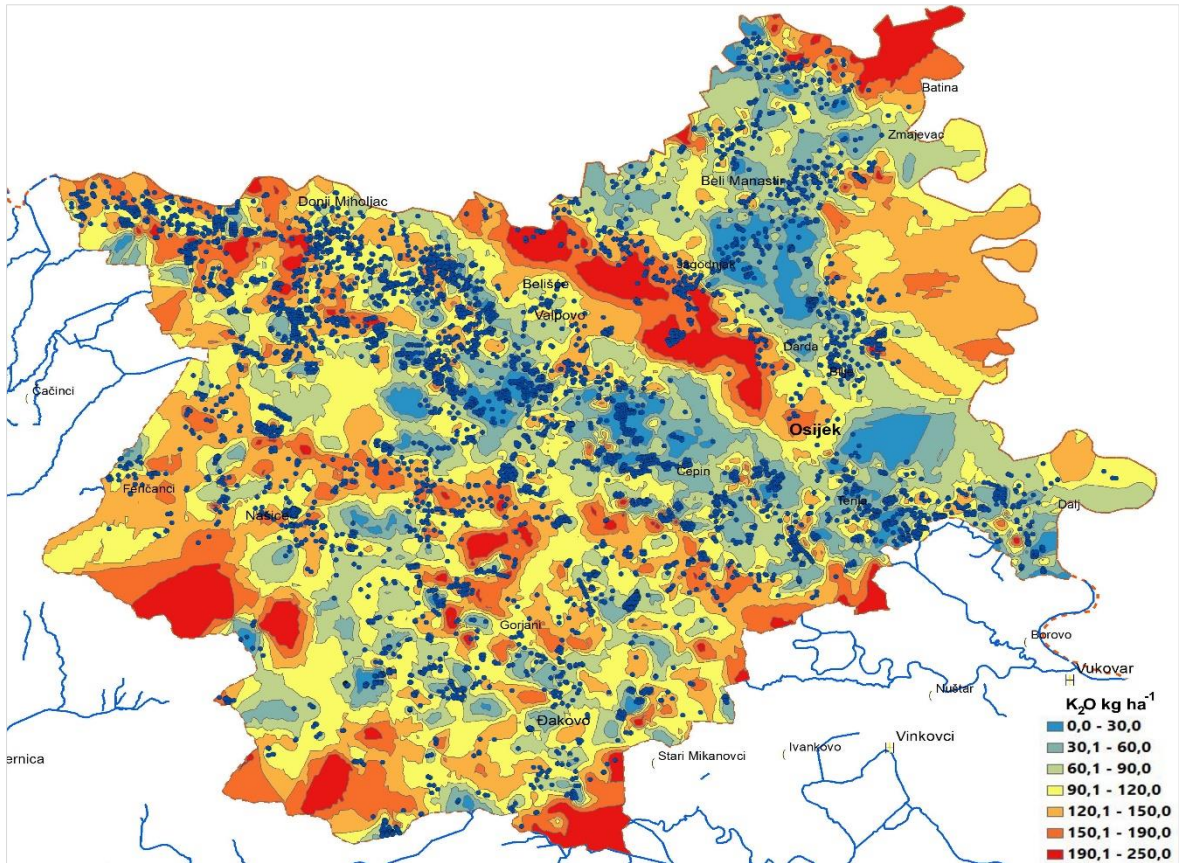 Batina
Zmajevac
Beli Manastir
Donji Miholjac
Jagodnjak
Belišće
Valpovo
Darda
Bilje
Čačinci
Osijek
Čepin
Feričanci
Tenja
Dalj
Našice
Gorjani
Borovo
Vukovar
Nuštar
Đakovo
Vinkovci
Stari Mikanovci
Ivankovo
ernica
K₂O kg ha⁻¹
0,0 - 30,0
30,1 - 60,0
60,1 - 90,0
90,1 - 120,0
120,1 - 150,0
150,1 - 190,0
190,1 - 250,0